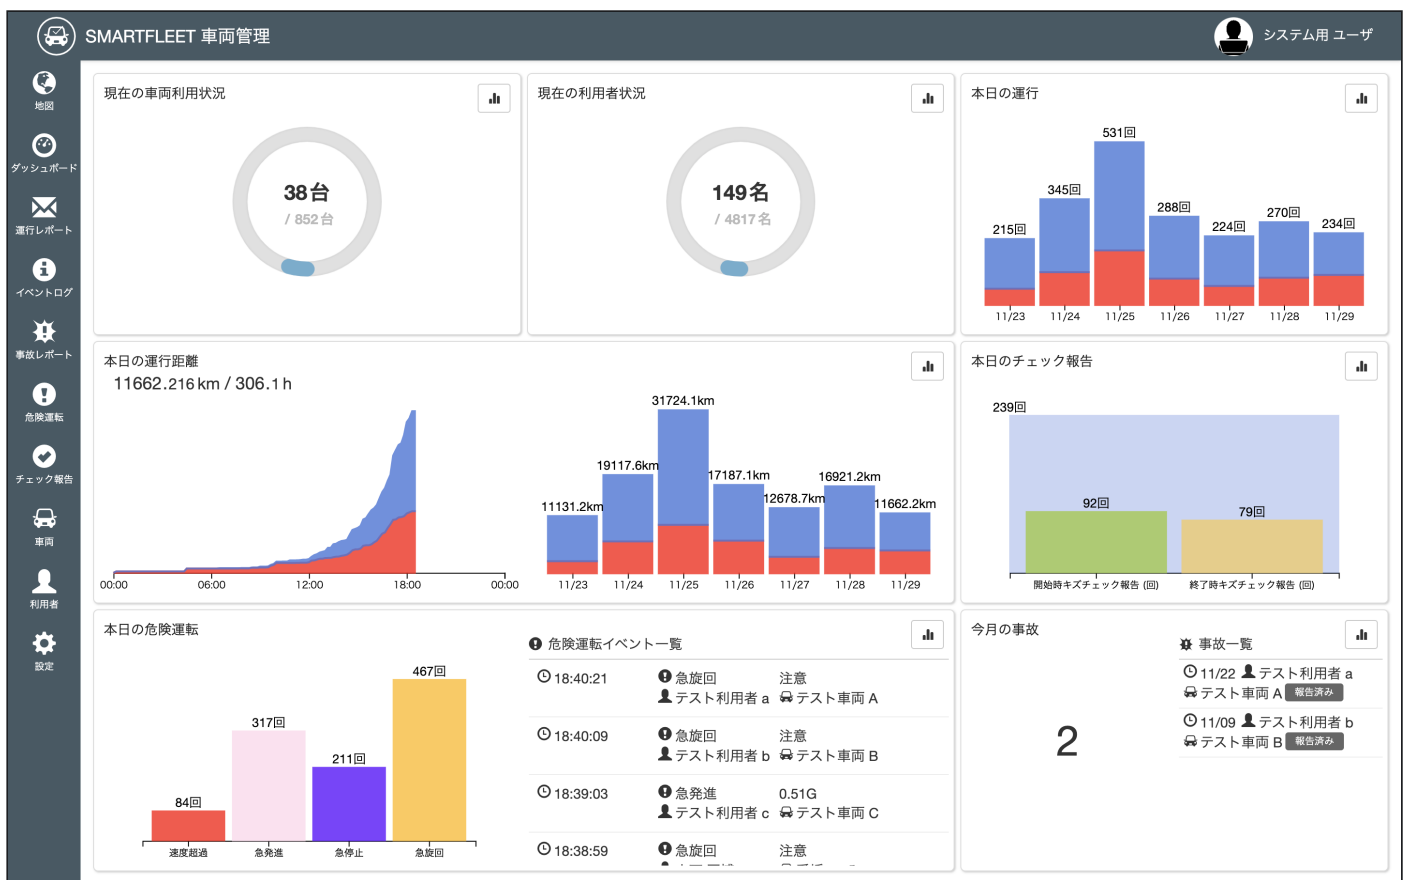 SMARTFLEET 車両管理
システム用 ユーザ
地図
ダッシュボード
運行レポート
イベントログ
事故レポート
危険運転
チェック報告
車両
利用者
設定
現在の車両利用状況
38台
/ 852台
現在の利用者状況
149名
/ 4817名
本日の運行
531回
345回
288回
270回
215回
224回
234回
11/23 11/24 11/25 11/26 11/27 11/28 11/29
本日の運行距離
11662.216km / 306.1h
00:00 06:00 12:00 18:00 00:00
31724.1km
19117.6km
17187.1km
16921.2km
11131.2km
12678.7km
11662.2km
11/23 11/24 11/25 11/26 11/27 11/28 11/29
本日のチェック報告
239回
92回
79回
開始時キズチェック報告 (回) 終了時キズチェック報告 (回)
本日の危険運転
467回
317回
211回
84回
速度超過 急発進 急停止 急旋回
危険運転イベント一覧
18:40:21 急旋回 注意
テスト利用者 a テスト車両 A
18:40:09 急旋回 注意
テスト利用者 b テスト車両 B
18:39:03 急発進 0.51G
テスト利用者 c テスト車両 C
18:38:59 急旋回 注意
今月の事故
2
事故一覧
11/22 テスト利用者 a
テスト車両 A 報告済み
11/09 テスト利用者 b
テスト車両 B 報告済み